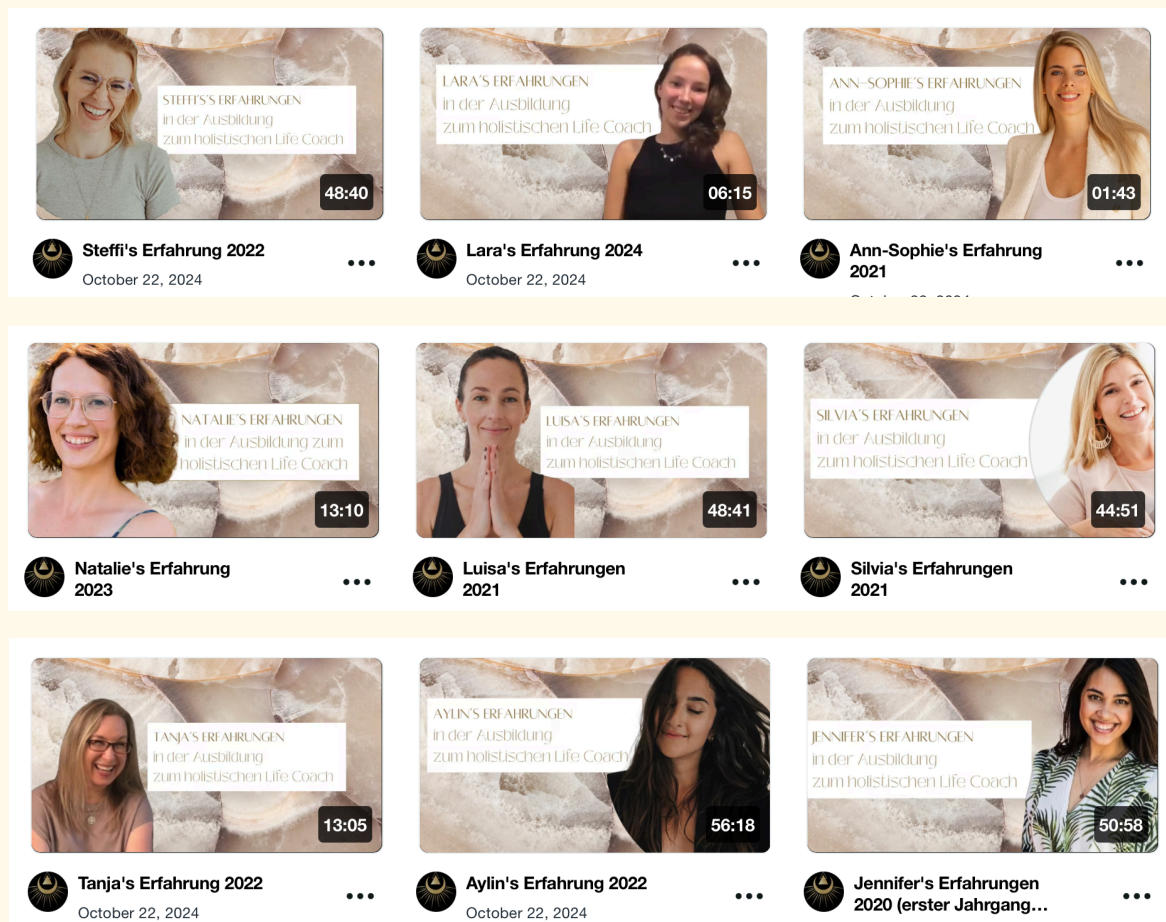 STEFFI'S'S ERFAHRUNGEN
in der Ausbildung
zum holistischen Life Coach
48:40
Steffi's Erfahrung 2022
October 22, 2024
LARA'S ERFAHRUNGEN
in der Ausbildung
zum holistischen Life Coach
06:15
Lara's Erfahrung 2024
October 22, 2024
ANN-SOPHIE'S ERFAHRUNGEN
in der Ausbildung
zum holistischen Life Coach
01:43
Ann-Sophie's Erfahrung
2021
NATALIE'S ERFAHRUNGEN
in der Ausbildung zum
holistischen Life Coach
13:10
Natalie's Erfahrung
2023
LUISA'S ERFAHRUNGEN
in der Ausbildung
zum holistischen Life Coach
48:41
Luisa's Erfahrungen
2021
SILVIA'S ERFAHRUNGEN
in der Ausbildung
zum holistischen Life Coach
44:51
Silvia's Erfahrungen
2021
TANJA'S ERFAHRUNGEN
in der Ausbildung
zum holistischen Life Coach
13:05
Tanja's Erfahrung 2022
October 22, 2024
AYLIN'S ERFAHRUNGEN
in der Ausbildung
zum holistischen Life Coach
56:18
Aylin's Erfahrung 2022
October 22, 2024
JENNIFER'S ERFAHRUNGEN
in der Ausbildung
zum holistischen Life Coach
50:58
Jennifer's Erfahrungen
2020 (erster Jahrgang...